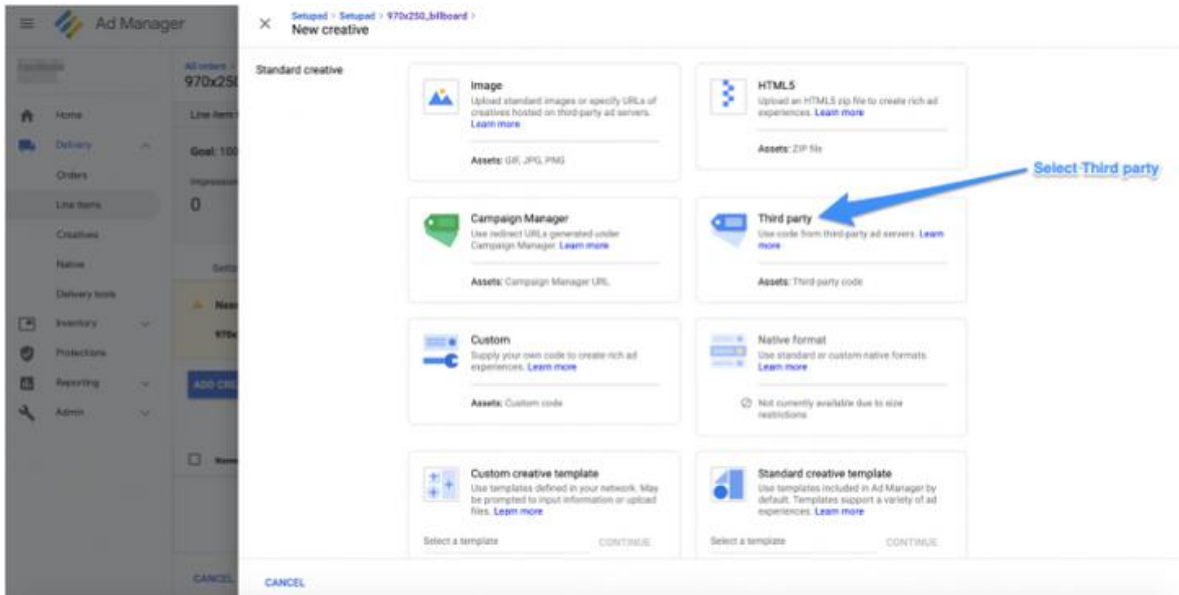 Ad Manager
Setupad > Setupad > 970x250_billboard >
New creative
All orders >
970x250
Line item
Home
Delivery
Goal: 100
Orders
Impression
Line items
0
Creatives
Native
Delivery tools
Inventory
970x
Protections
Reporting
ADD CRE
Admin
Name
CANCEL
Standard creative
Image
Upload standard images or specify URLs of
creatives hosted on third-party ad servers.
Learn more
Assets: GIF, JPG, PNG
HTML5
Upload an HTML5 zip file to create rich ad
experiences. Learn more
Assets: ZIP file
Select Third party
Campaign Manager
Use redirect URLs generated under
Campaign Manager. Learn more
Assets: Campaign Manager URL
Third party
Use code from third-party ad servers. Learn
more
Assets: Third-party code
Custom
Supply your own code to create rich ad
experiences. Learn more
Assets: Custom code
Native format
Use standard or custom native formats.
Learn more
Not currently available due to size
restrictions
Custom creative template
Use templates defined in your network. May
be prompted to input information or upload
files. Learn more
Select a template CONTINUE
Standard creative template
Use templates included in Ad Manager by
default. Templates support a variety of ad
experiences. Learn more
Select a template CONTINUE
CANCEL